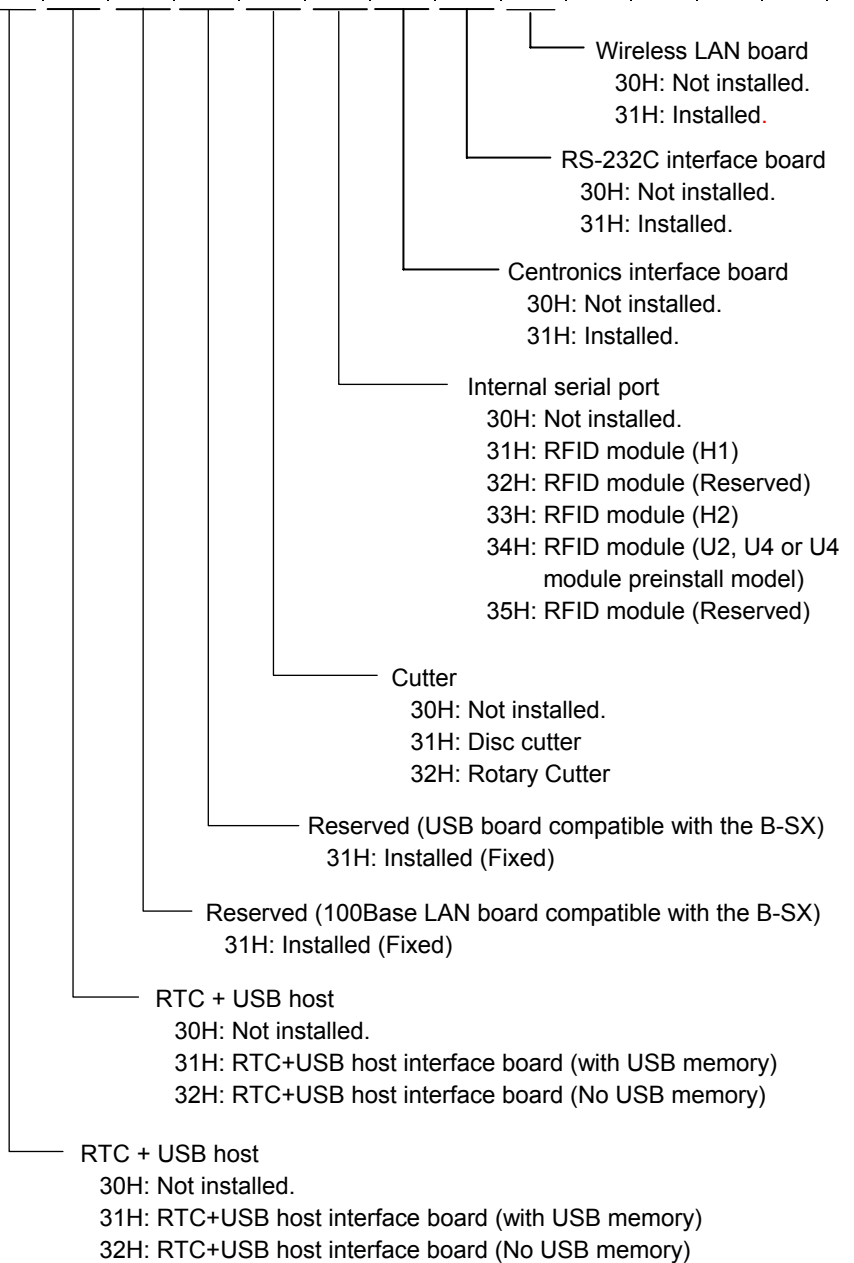 Wireless LAN board
30H: Not installed.
31H: Installed.
RS-232C interface board
30H: Not installed.
31H: Installed.
Centronics interface board
30H: Not installed.
31H: Installed.
Internal serial port
30H: Not installed.
31H: RFID module (H1)
32H: RFID module (Reserved)
33H: RFID module (H2)
34H: RFID module (U2, U4 or U4
module preinstall model)
35H: RFID module (Reserved)
Cutter
30H: Not installed.
31H: Disc cutter
32H: Rotary Cutter
Reserved (USB board compatible with the B-SX)
31H: Installed (Fixed)
Reserved (100Base LAN board compatible with the B-SX)
31H: Installed (Fixed)
RTC + USB host
30H: Not installed.
31H: RTC+USB host interface board (with USB memory)
32H: RTC+USB host interface board (No USB memory)
RTC + USB host
30H: Not installed.
31H: RTC+USB host interface board (with USB memory)
32H: RTC+USB host interface board (No USB memory)